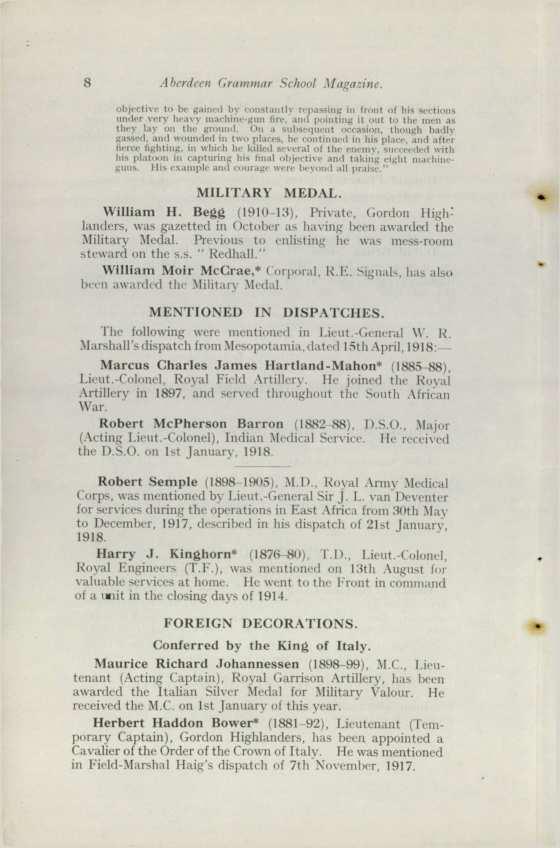 8 Aberdeen Grammar School Magazine.
objective to be gained by constantly repassing in front of his sections
under very heavy machine-gun fire, and pointing it out to the men as
they lay on the ground. On a subsequent occasion, though badly
gassed, and wounded in two places, he continued in his place, and after
fierce fighting, in which he killed several of the enemy, succeeded with
his platoon in capturing his final objective and taking eight machine-
guns. His example and courage were beyond all praise."
MILITARY MEDAL.
William H. Begg (1910–13), Private, Gordon High-
landers, was gazetted in October as having been awarded the
Military Medal. Previous to enlisting he was mess-room
steward on the s.s. "Redhall."
William Moir McCrae,* Corporal, R.E. Signals, has also
been awarded the Military Medal.
MENTIONED IN DISPATCHES.
The following were mentioned in Lieut.-General W. R.
Marshall's dispatch from Mesopotamia, dated 15th April, 1918:—
Marcus Charles James Hartland-Mahon* (1885–88),
Lieut.-Colonel, Royal Field Artillery. He joined the Royal
Artillery in 1897, and served throughout the South African
War.
Robert McPherson Barron (1882–88), D.S.O., Major
(Acting Lieut.-Colonel), Indian Medical Service. He received
the D.S.O. on 1st January, 1918.
Robert Semple (1898–1905), M.D., Royal Army Medical
Corps, was mentioned by Lieut.-General Sir J. L. van Deventer
for services during the operations in East Africa from 30th May
to December, 1917, described in his dispatch of 21st January,
1918.
Harry J. Kinghorn* (1876–80), T.D., Lieut.-Colonel,
Royal Engineers (T.F.), was mentioned on 13th August for
valuable services at home. He went to the Front in command
of a unit in the closing days of 1914.
FOREIGN DECORATIONS.
Conferred by the King of Italy.
Maurice Richard Johannessen (1898–99), M.C., Lieu-
tenant (Acting Captain), Royal Garrison Artillery, has been
awarded the Italian Silver Medal for Military Valour. He
received the M.C. on 1st January of this year.
Herbert Haddon Bower* (1881–92), Lieutenant (Tem-
porary Captain), Gordon Highlanders, has been appointed a
Cavalier of the Order of the Crown of Italy. He was mentioned
in Field-Marshal Haig's dispatch of 7th November, 1917.